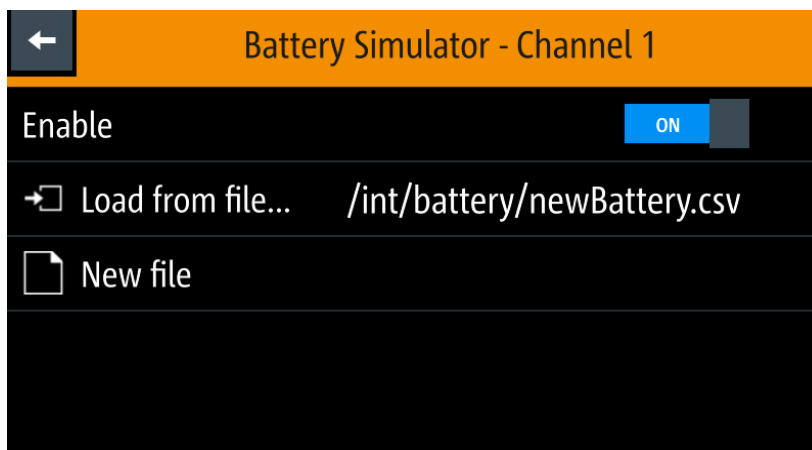 Battery Simulator - Channel 1
Enable ON
Load from file... /int/battery/newBattery.csv
New file